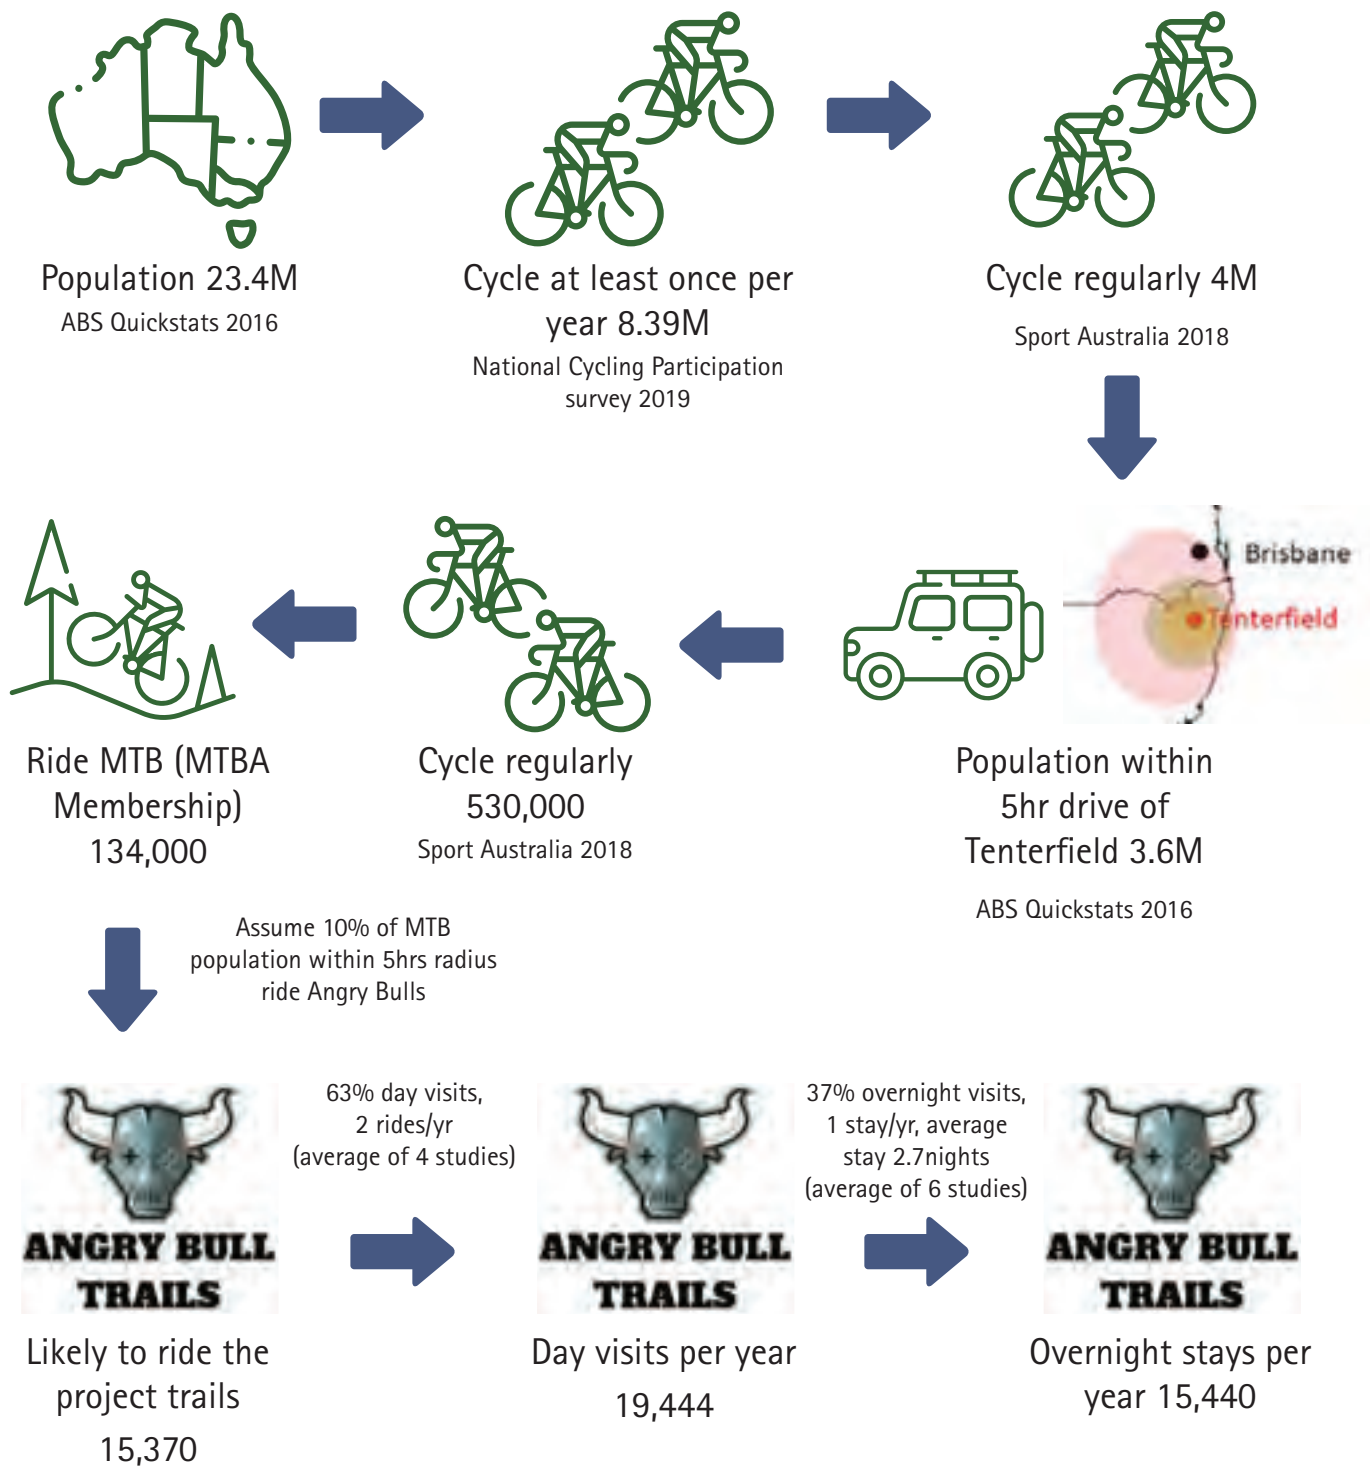 Population 23.4M
ABS Quickstats 2016
Cycle at least once per
year 8.39M
National Cycling Participation
survey 2019
Cycle regularly 4M
Sport Australia 2018
Brisbane
Tenterfield
Population within
5hr drive of
Tenterfield 3.6M
ABS Quickstats 2016
Cycle regularly
530,000
Sport Australia 2018
Ride MTB (MTBA
Membership)
134,000
Assume 10% of MTB
population within 5hrs radius
ride Angry Bulls
ANGRY BULL
TRAILS
Likely to ride the
project trails
15,370
63% day visits,
2 rides/yr
(average of 4 studies)
ANGRY BULL
TRAILS
Day visits per year
19,444
37% overnight visits,
1 stay/yr, average
stay 2.7nights
(average of 6 studies)
ANGRY BULL
TRAILS
Overnight stays per
year 15,440